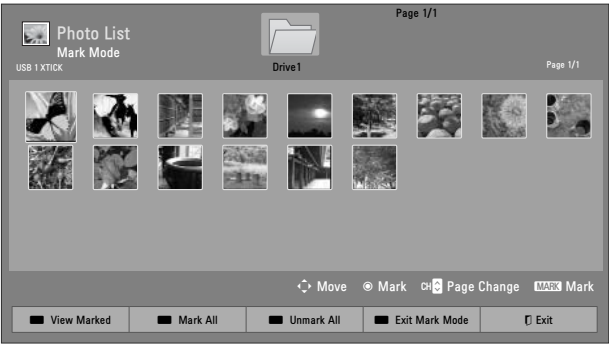 Page 1/1
Photo List
Mark Mode
USB 1 XTICK
Drive1
Page 1/1
Move
Mark
CH Page Change
MARK Mark
View Marked
Mark All
Unmark All
Exit Mark Mode
Exit